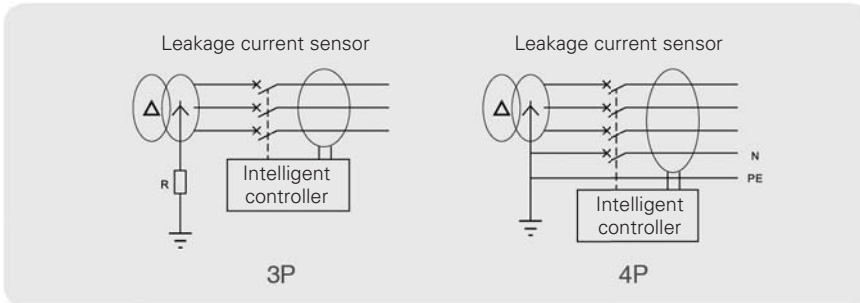 Leakage current sensor
Leakage current sensor
Δ
Δ
N
PE
R
Intelligent
controller
Intelligent
controller
3P
4P